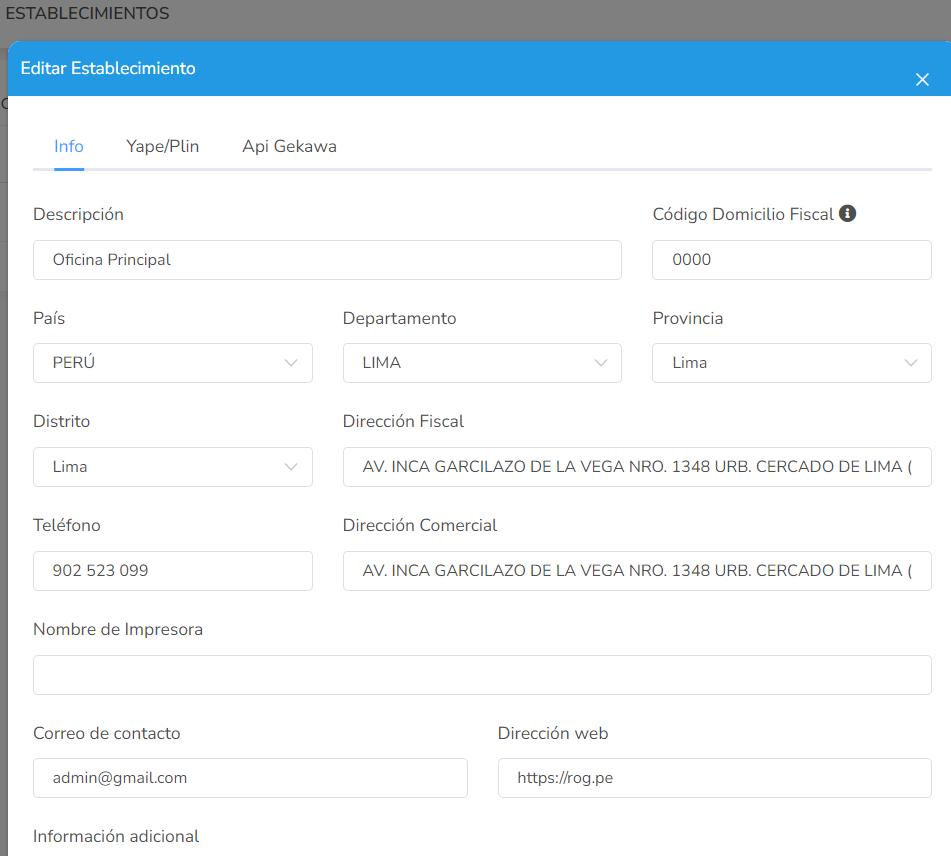 ESTABLECIMIENTOS
Editar Establecimiento
Info Yape/Plin Api Gekawa
Descripción Código Domicilio Fiscal
Oficina Principal 0000
País Departamento Provincia
PERÚ LIMA Lima
Distrito Dirección Fiscal
Lima AV. INCA GARCILAZO DE LA VEGA NRO. 1348 URB. CERCADO DE LIMA (
Teléfono Dirección Comercial
902 523 099 AV. INCA GARCILAZO DE LA VEGA NRO. 1348 URB. CERCADO DE LIMA (
Nombre de Impresora
Correo de contacto Dirección web
admin@gmail.com https://rog.pe
Información adicional